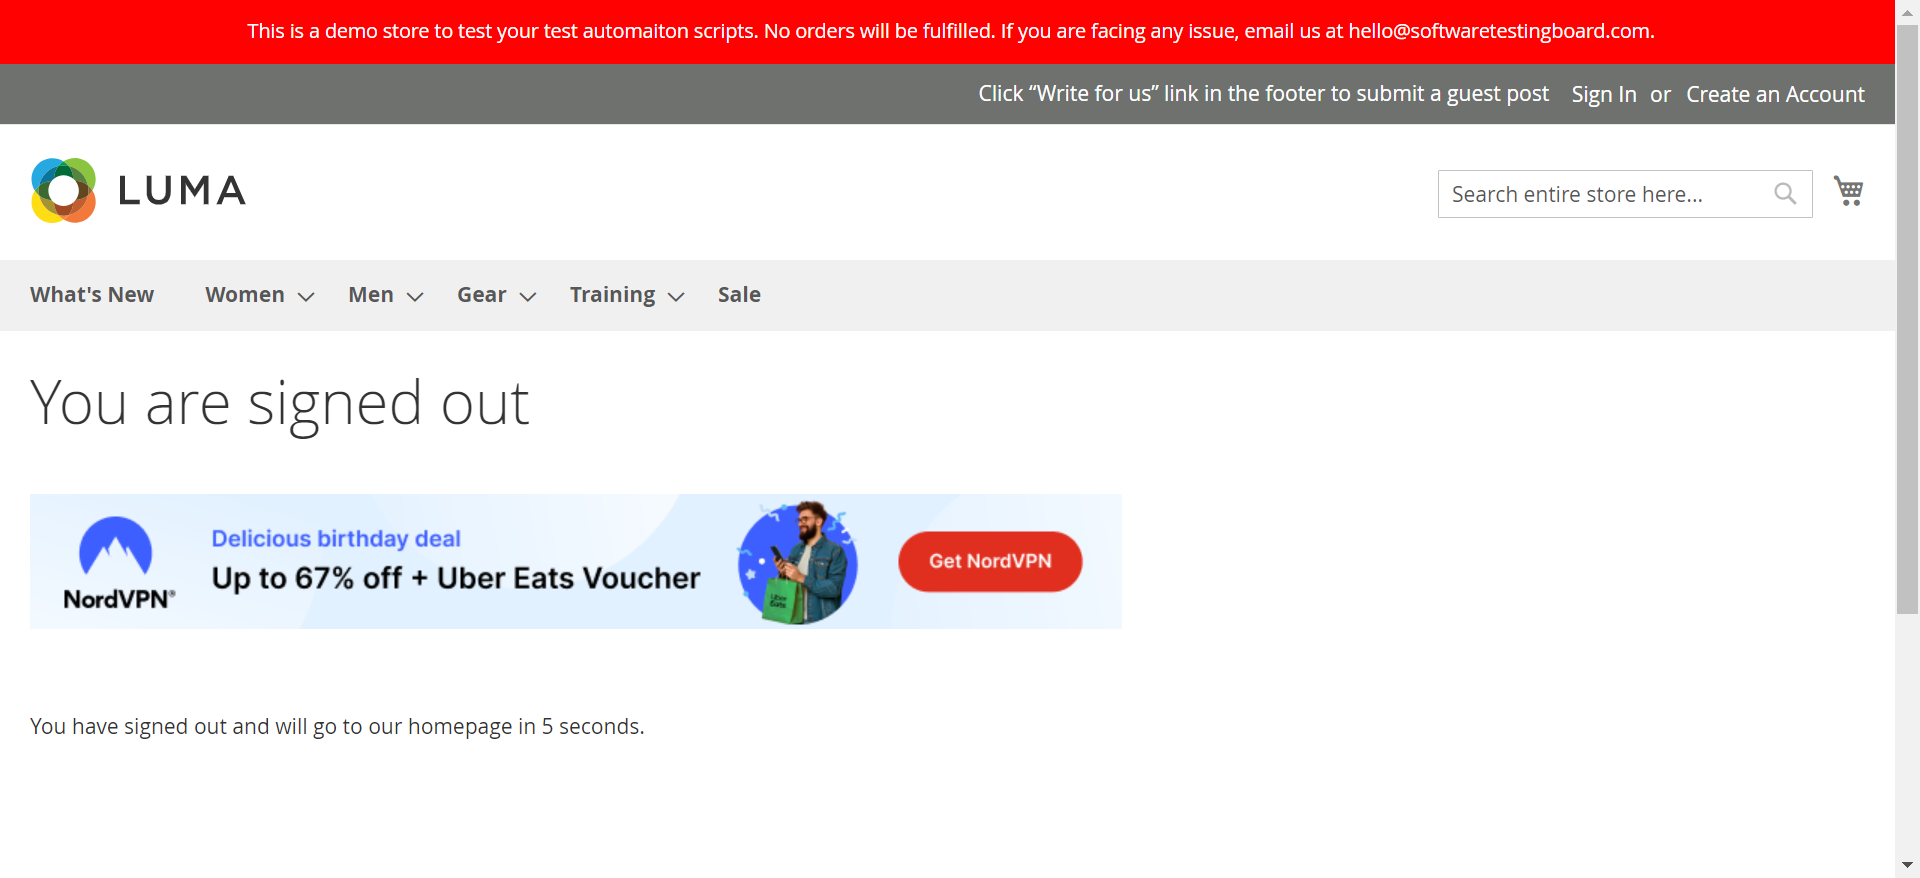 This is a demo store to test your test automaiton scripts. No orders will be fulfilled. If you are facing any issue, email us at hello@softwaretestingboard.com.
Click “Write for us” link in the footer to submit a guest post Sign In or Create an Account
LUMA
Search entire store here...
What's New Women Men Gear Training Sale
You are signed out
Delicious birthday deal
Up to 67% off + Uber Eats Voucher
NordVPN®
Uber
Eats
Get NordVPN
You have signed out and will go to our homepage in 5 seconds.